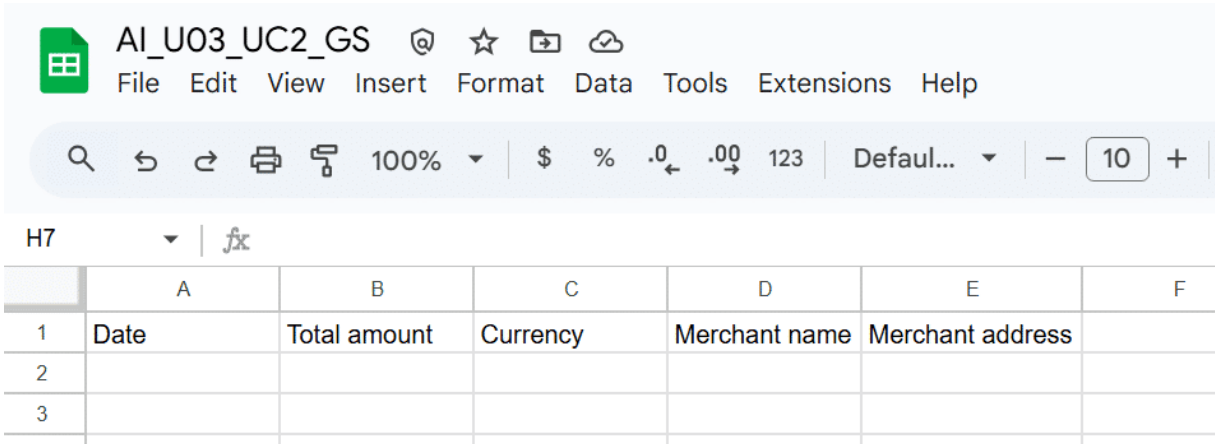 AI_U03_UC2_GS
File Edit View Insert Format Data Tools Extensions Help
100% $ % .0 .00 123 Defaul... − 10 +
H7 fx
A B C D E F
1 Date Total amount Currency Merchant name Merchant address
2
3